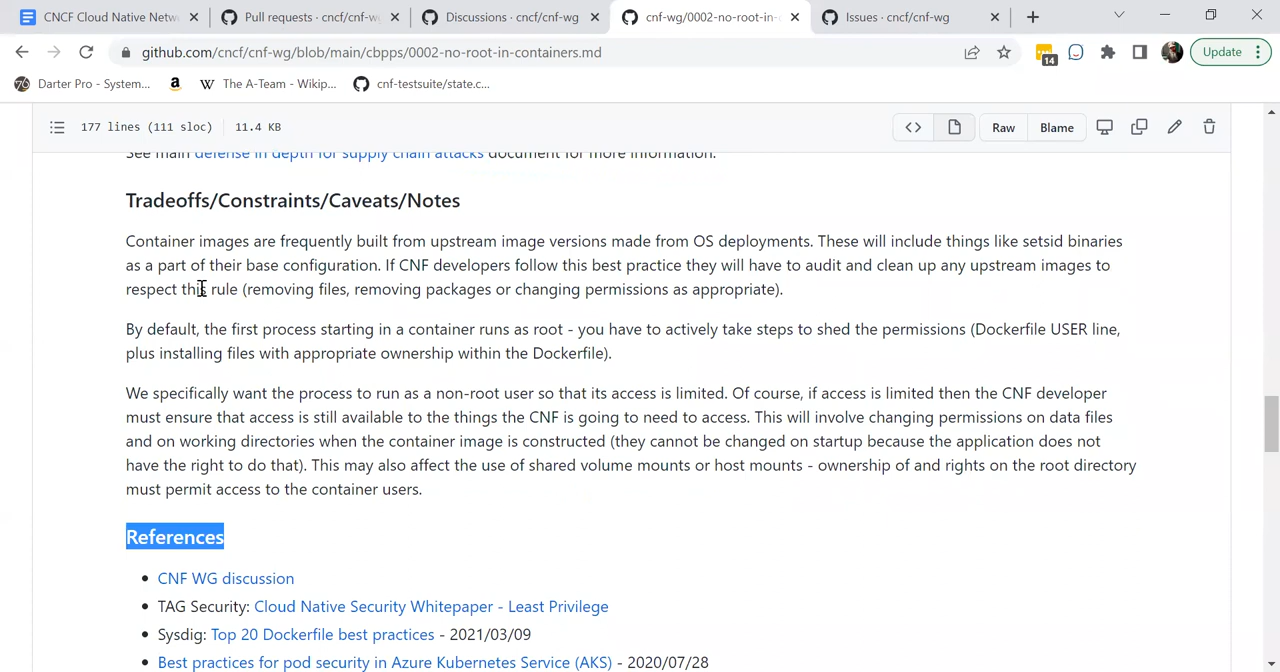 CNCF Cloud Native Netw
Pull requests · cncf/cnf-w
Discussions · cncf/cnf-wg
cnf-wg/0002-no-root-in-
Issues · cncf/cnf-wg
github.com/cncf/cnf-wg/blob/main/cbpps/0002-no-root-in-containers.md
14
Update
76
Darter Pro - System...
a
W
The A-Team - Wikip...
cnf-testsuite/state.c...
177 lines (111 sloc)
11.4 KB
Raw
Blame
See main defense in depth for supply chain attacks document for more information.
Tradeoffs/Constraints/Caveats/Notes
Container images are frequently built from upstream image versions made from OS deployments. These will include things like setsid binaries
as a part of their base configuration. If CNF developers follow this best practice they will have to audit and clean up any upstream images to
respect this rule (removing files, removing packages or changing permissions as appropriate).
By default, the first process starting in a container runs as root - you have to actively take steps to shed the permissions (Dockerfile USER line,
plus installing files with appropriate ownership within the Dockerfile).
We specifically want the process to run as a non-root user so that its access is limited. Of course, if access is limited then the CNF developer
must ensure that access is still available to the things the CNF is going to need to access. This will involve changing permissions on data files
and on working directories when the container image is constructed (they cannot be changed on startup because the application does not
have the right to do that). This may also affect the use of shared volume mounts or host mounts - ownership of and rights on the root directory
must permit access to the container users.
References
CNF WG discussion
TAG Security: Cloud Native Security Whitepaper - Least Privilege
Sysdig: Top 20 Dockerfile best practices - 2021/03/09
Best practices for pod security in Azure Kubernetes Service (AKS) - 2020/07/28